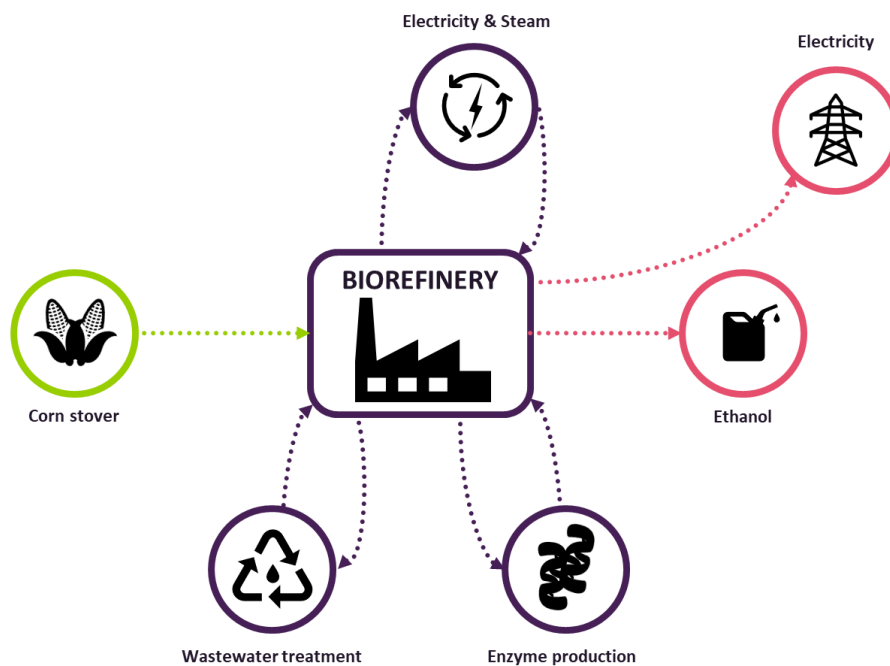 Electricity & Steam
Electricity
BIOREFINERY
Corn stover
Ethanol
Wastewater treatment
Enzyme production